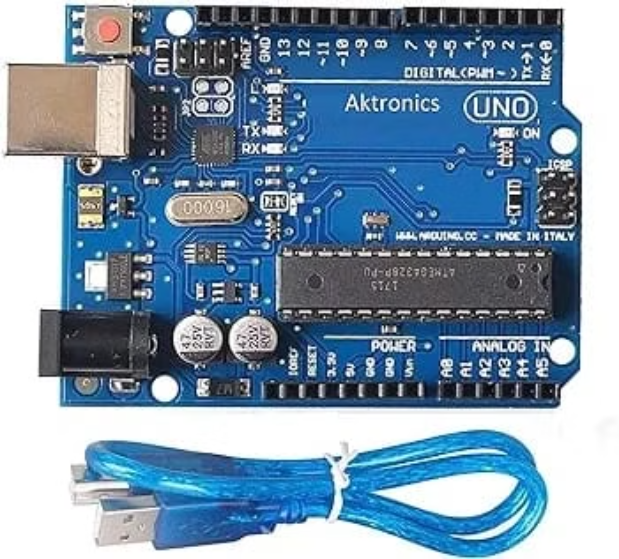 AREF
GND
13
12
~11
~10
~9
8
7
~6
~5
4
~3
2
TX→1
RX←0
DIGITAL(PWM~)
Aktronics
UNO
TX
RX
ON
ICSP
16.000
WWW.ARDUINO.CC - MADE IN ITALY
ATMEG4328P-PU
1715
47
25V
RVT
47
25V
RVT
POWER
ANALOG IN
IOREF
RESET
3.3V
5V
GND
GND
Vin
A0
A1
A2
A3
A4
A5